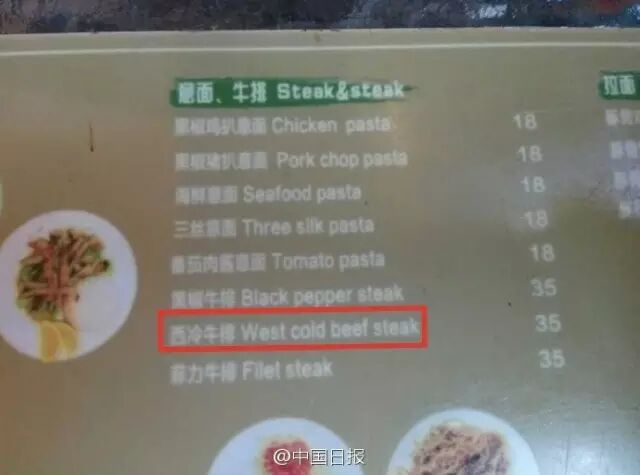 意面、牛排 Steak&steak
黑椒鸡扒意面 Chicken pasta 18
黑椒猪扒意面 Pork chop pasta 18
海鲜意面 Seafood pasta 18
三丝意面 Three silk pasta 18
番茄肉酱意面 Tomato pasta 18
黑椒牛排 Black pepper steak 35
西冷牛排 West cold beef steak 35
菲力牛排 Filet steak 35
拉面
@中国日报